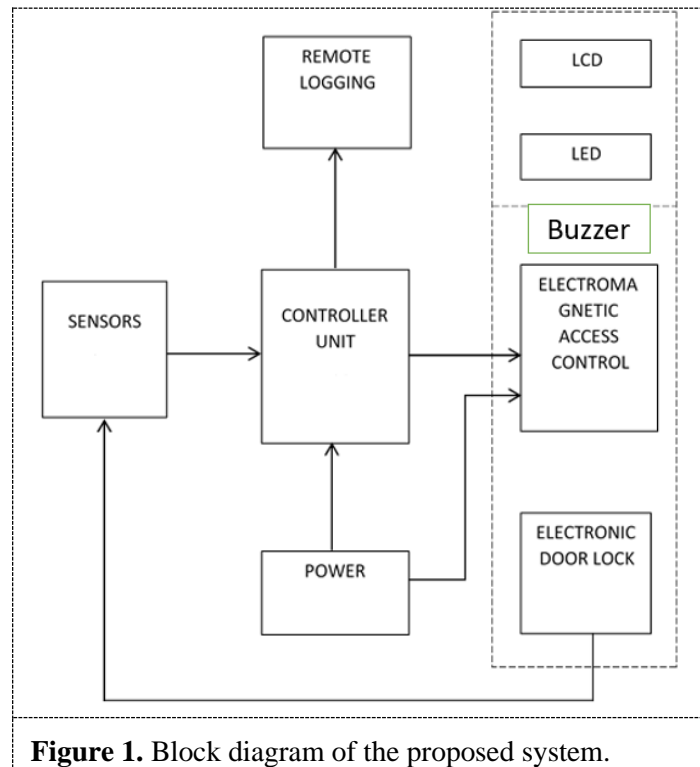 REMOTE
LOGGING
LCD
LED
Buzzer
SENSORS
CONTROLLER
UNIT
ELECTROMA
GNETIC
ACCESS
CONTROL
POWER
ELECTRONIC
DOOR LOCK
Figure 1. Block diagram of the proposed system.